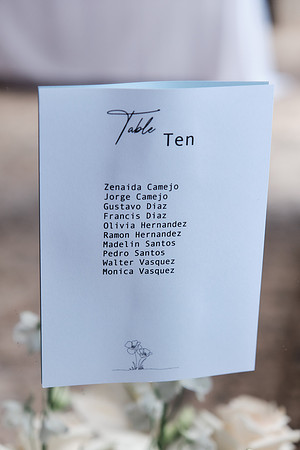 Table Ten
Zenaida Camejo
Jorge Camejo
Gustavo Diaz
Francis Diaz
Olivia Hernandez
Ramon Hernandez
Madelin Santos
Pedro Santos
Walter Vasquez
Monica Vasquez